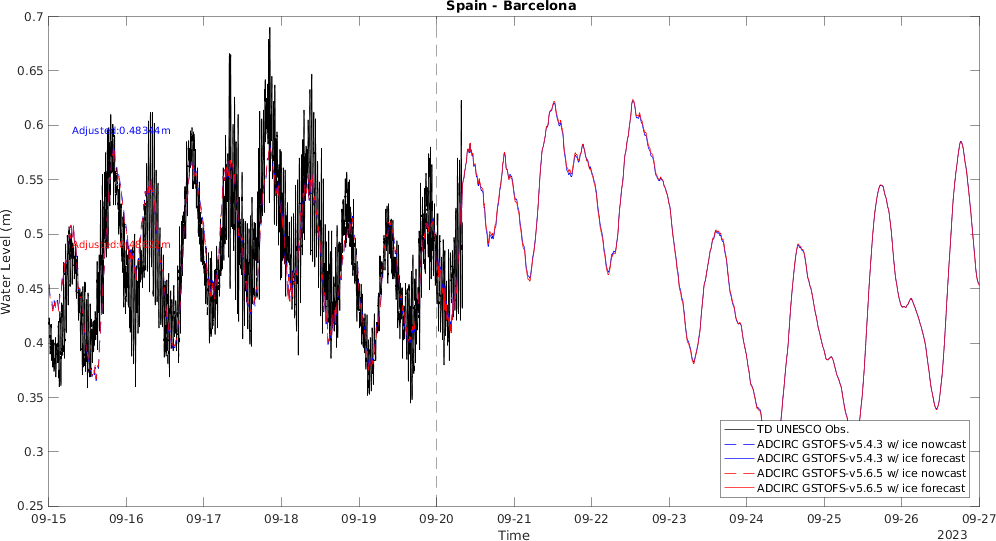 Spain - Barcelona
0.7
0.65
0.6
0.55
0.5
0.45
0.4
0.35
0.3
0.25
Water Level (m)
Adjusted:0.48344m
TD UNESCO Obs.
ADCIRC GSTOFS-v5.4.3 w/ ice nowcast
ADCIRC GSTOFS-v5.4.3 w/ ice forecast
ADCIRC GSTOFS-v5.6.5 w/ ice nowcast
ADCIRC GSTOFS-v5.6.5 w/ ice forecast
09-15 09-16 09-17 09-18 09-19 09-20 09-21 09-22 09-23 09-24 09-25 09-26 09-27
Time
2023